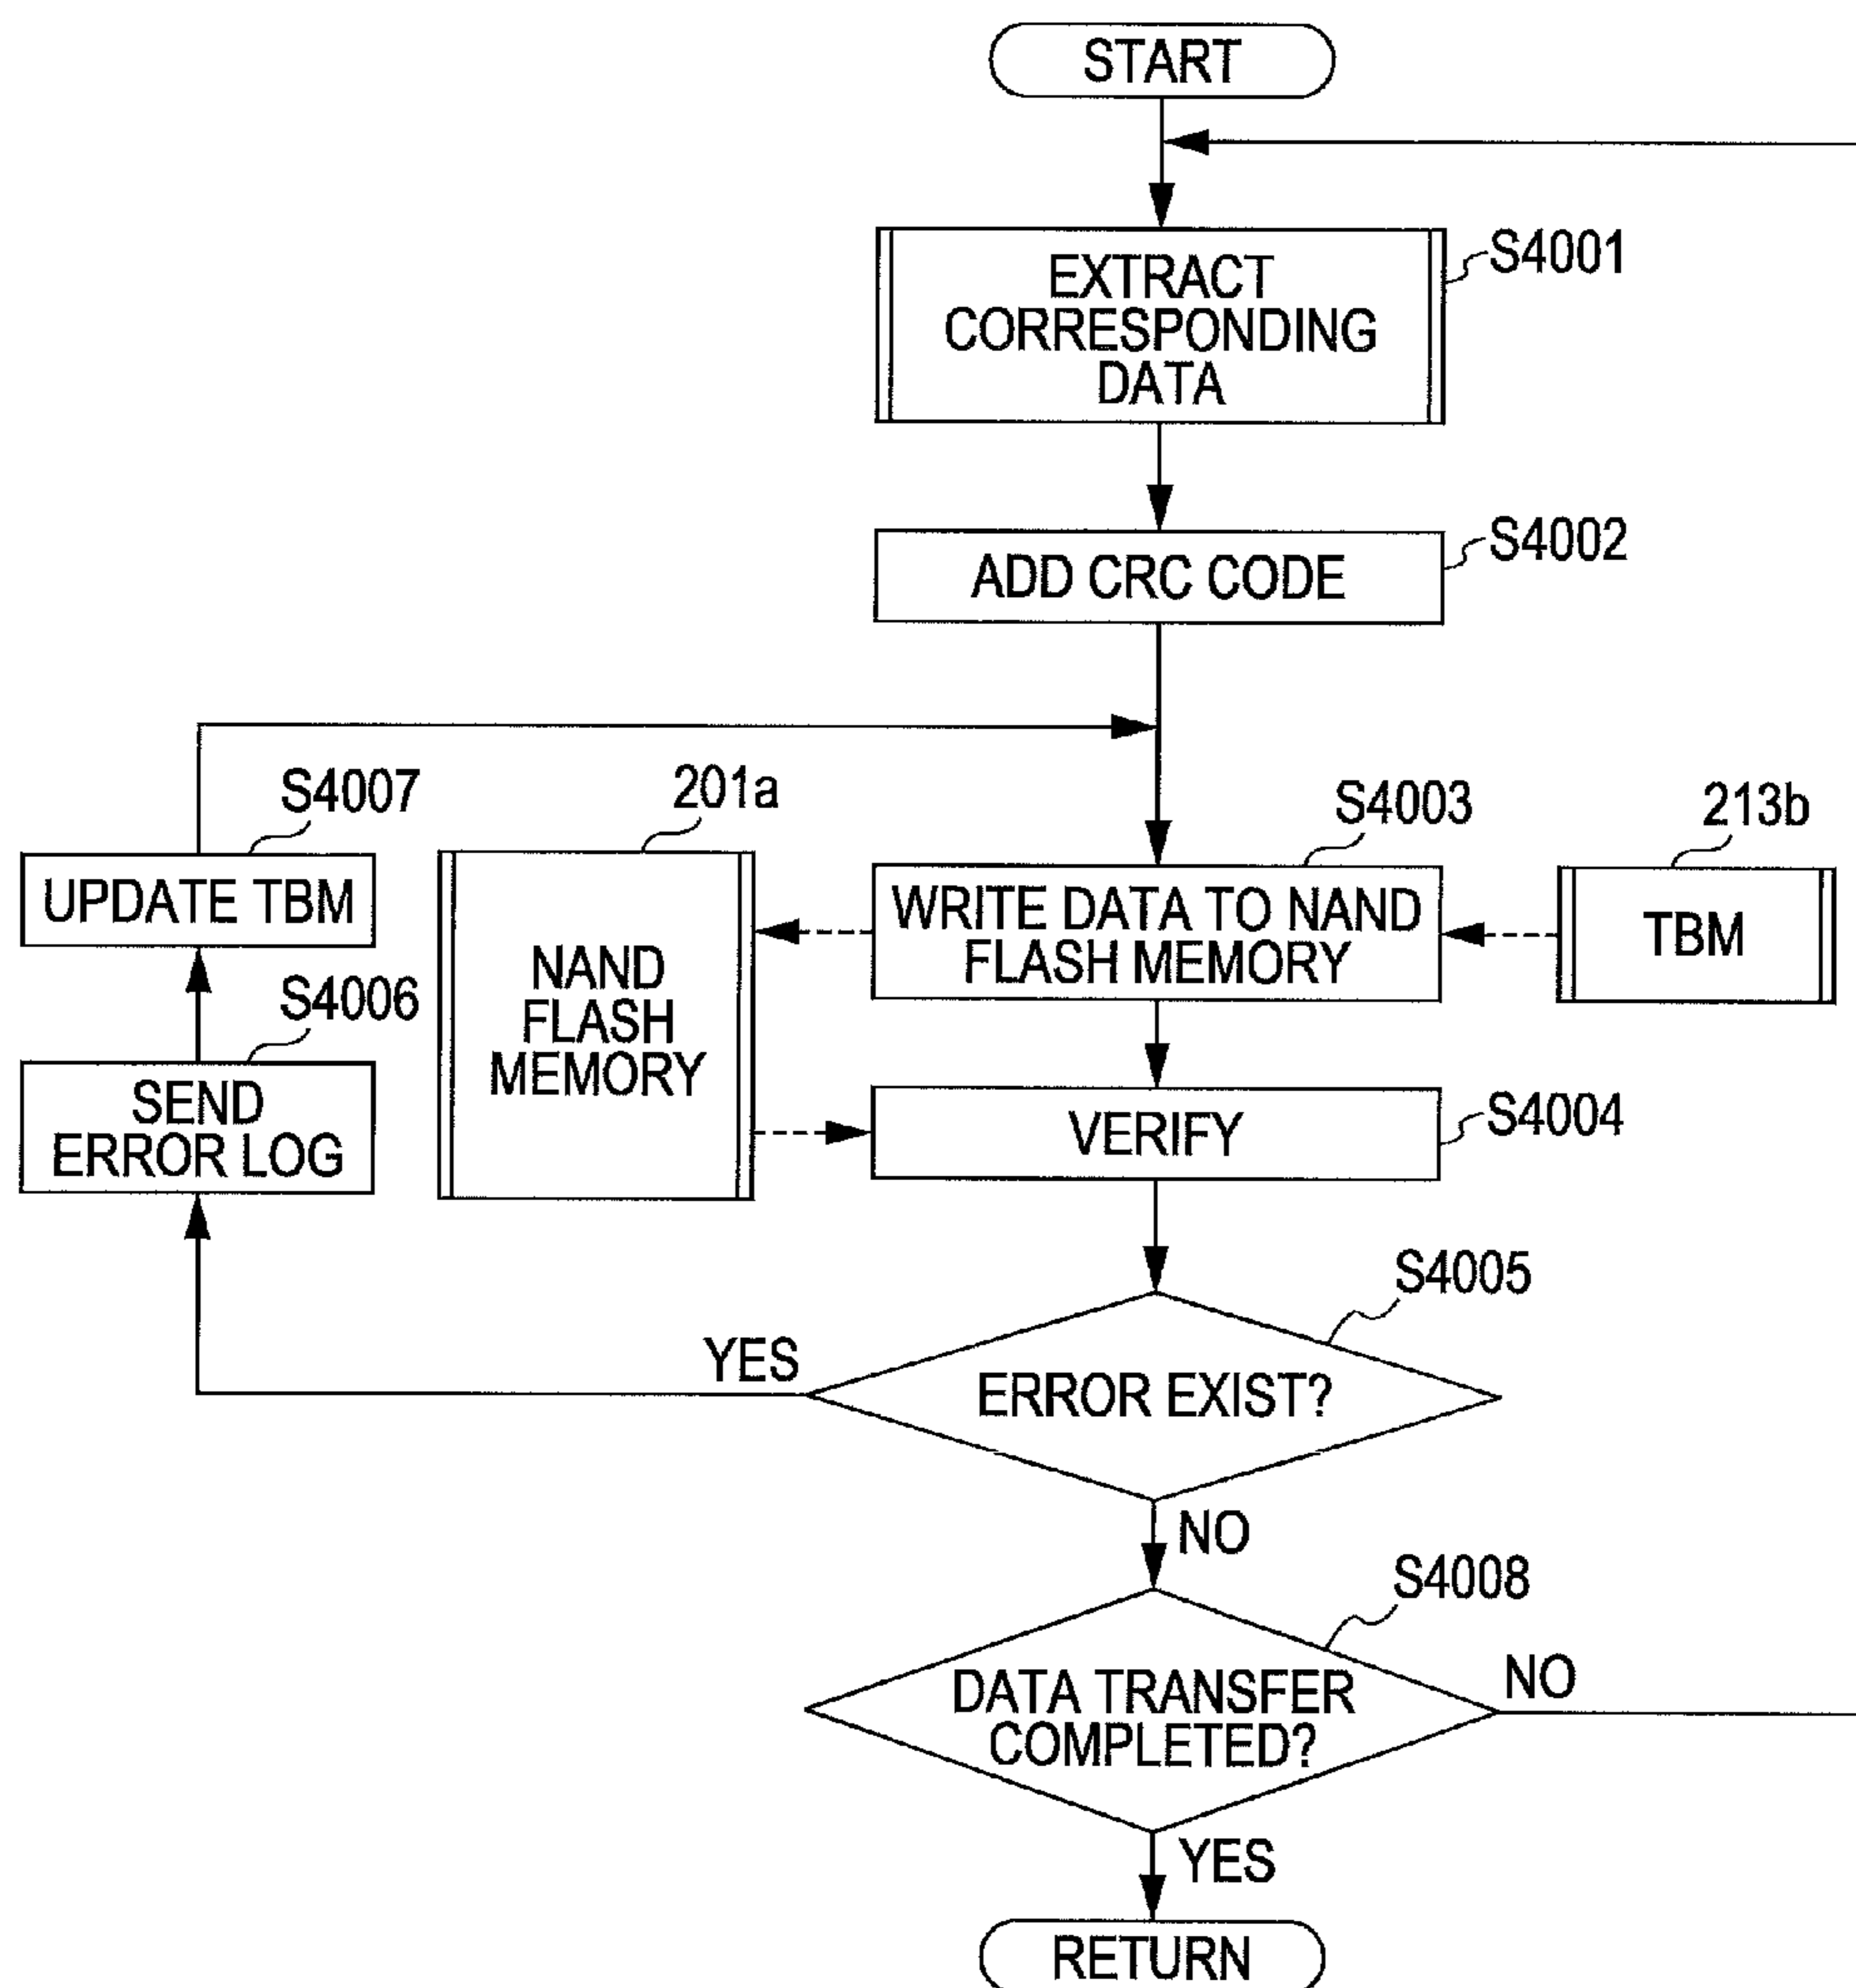 START
EXTRACT
CORRESPONDING
DATA
S4001
ADD CRC CODE
S4002
S4007
UPDATE TBM
201a
NAND
FLASH
MEMORY
S4003
WRITE DATA TO NAND
FLASH MEMORY
213b
TBM
S4006
SEND
ERROR LOG
VERIFY
S4004
S4005
YES
ERROR EXIST?
NO
S4008
DATA TRANSFER
COMPLETED?
NO
YES
RETURN